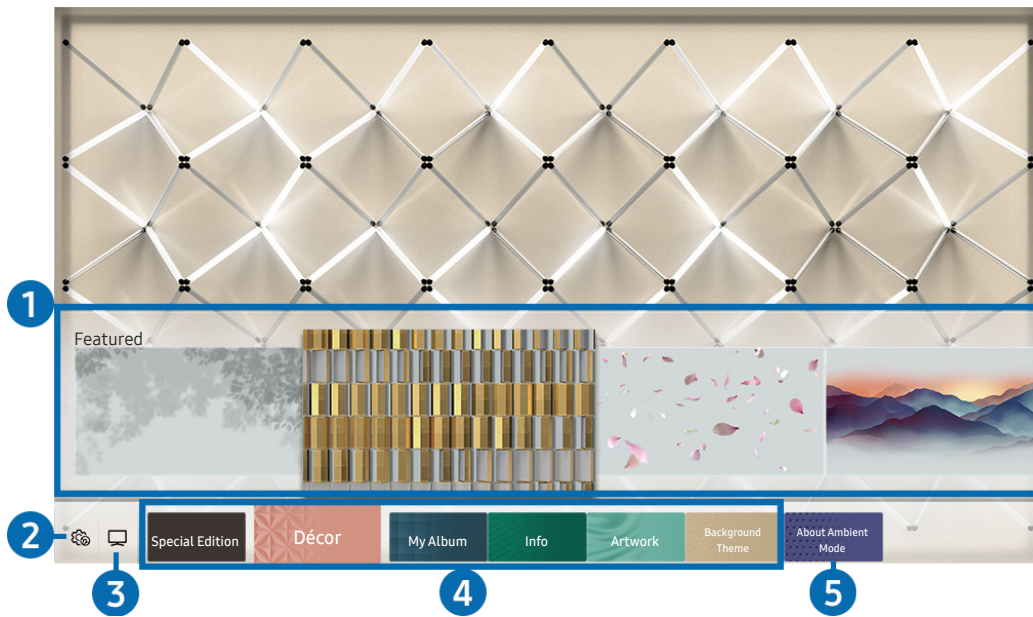 1
Featured
2
3
Special Edition
Décor
My Album
Info
Artwork
Background
Theme
About Ambient
Mode
4
5